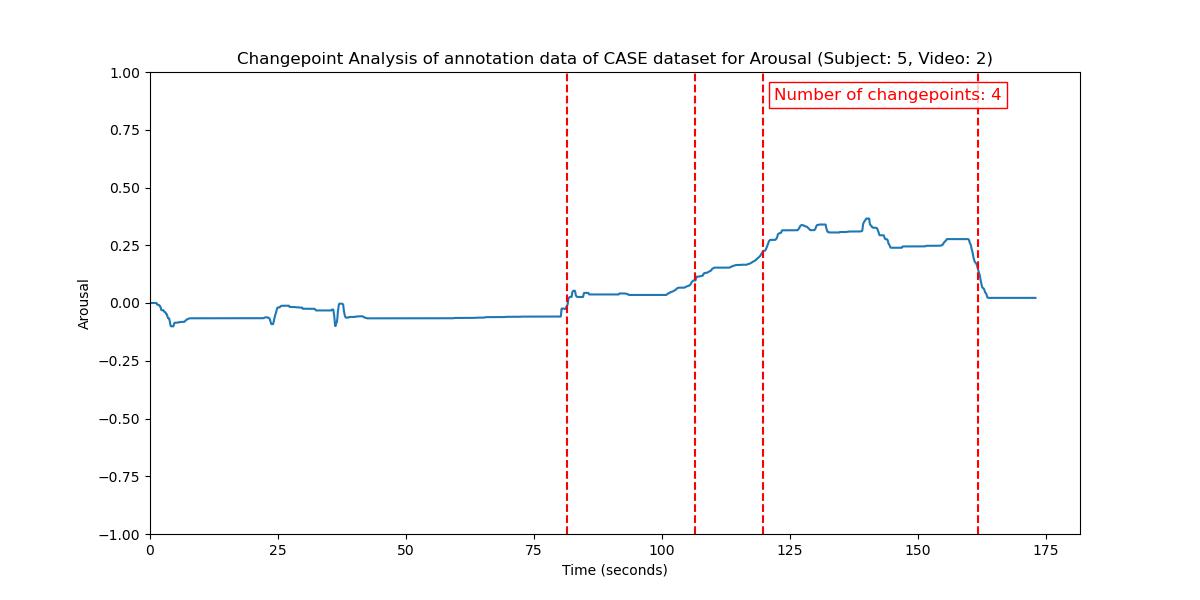 Changepoint Analysis of annotation data of CASE dataset for Arousal (Subject: 5, Video: 2)
Number of changepoints: 4
1.00
0.75
0.50
0.25
0.00
−0.25
−0.50
−0.75
−1.00
Arousal
0 25 50 75 100 125 150 175
Time (seconds)